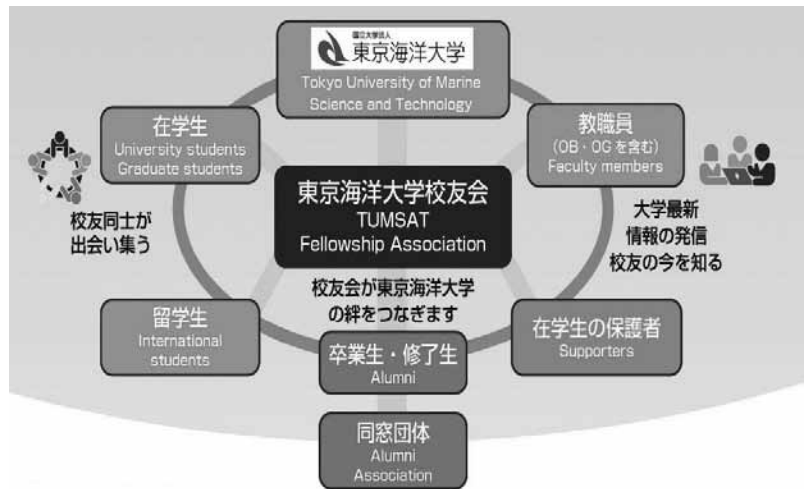 国立大学法人
東京海洋大学
Tokyo University of Marine
Science and Technology
在学生
University students
Graduate students
教職員
(OB・OGを含む)
Faculty members
校友同士が
出会い集う
東京海洋大学校友会
TUMSAT
Fellowship Association
大学最新
情報の発信
校友の今を知る
校友会が東京海洋大学
の絆をつなぎます
留学生
International
students
卒業生・修了生
Alumni
在学生の保護者
Supporters
同窓団体
Alumni
Association